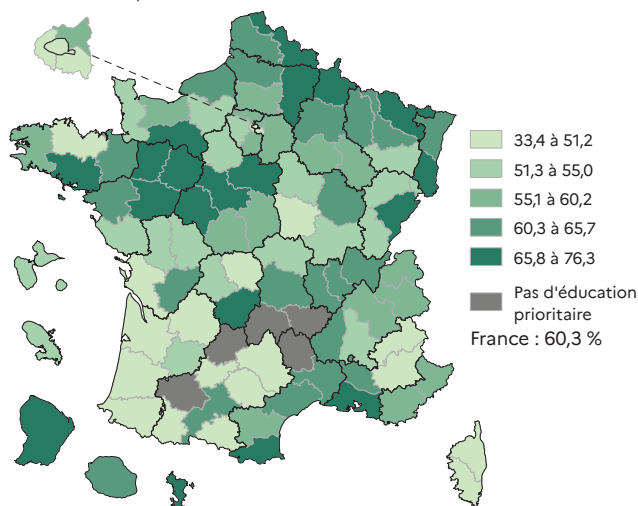 33,4 à 51,2
51,3 à 55,0
55,1 à 60,2
60,3 à 65,7
65,8 à 76,3
Pas d'éducation
prioritaire
France : 60,3 %